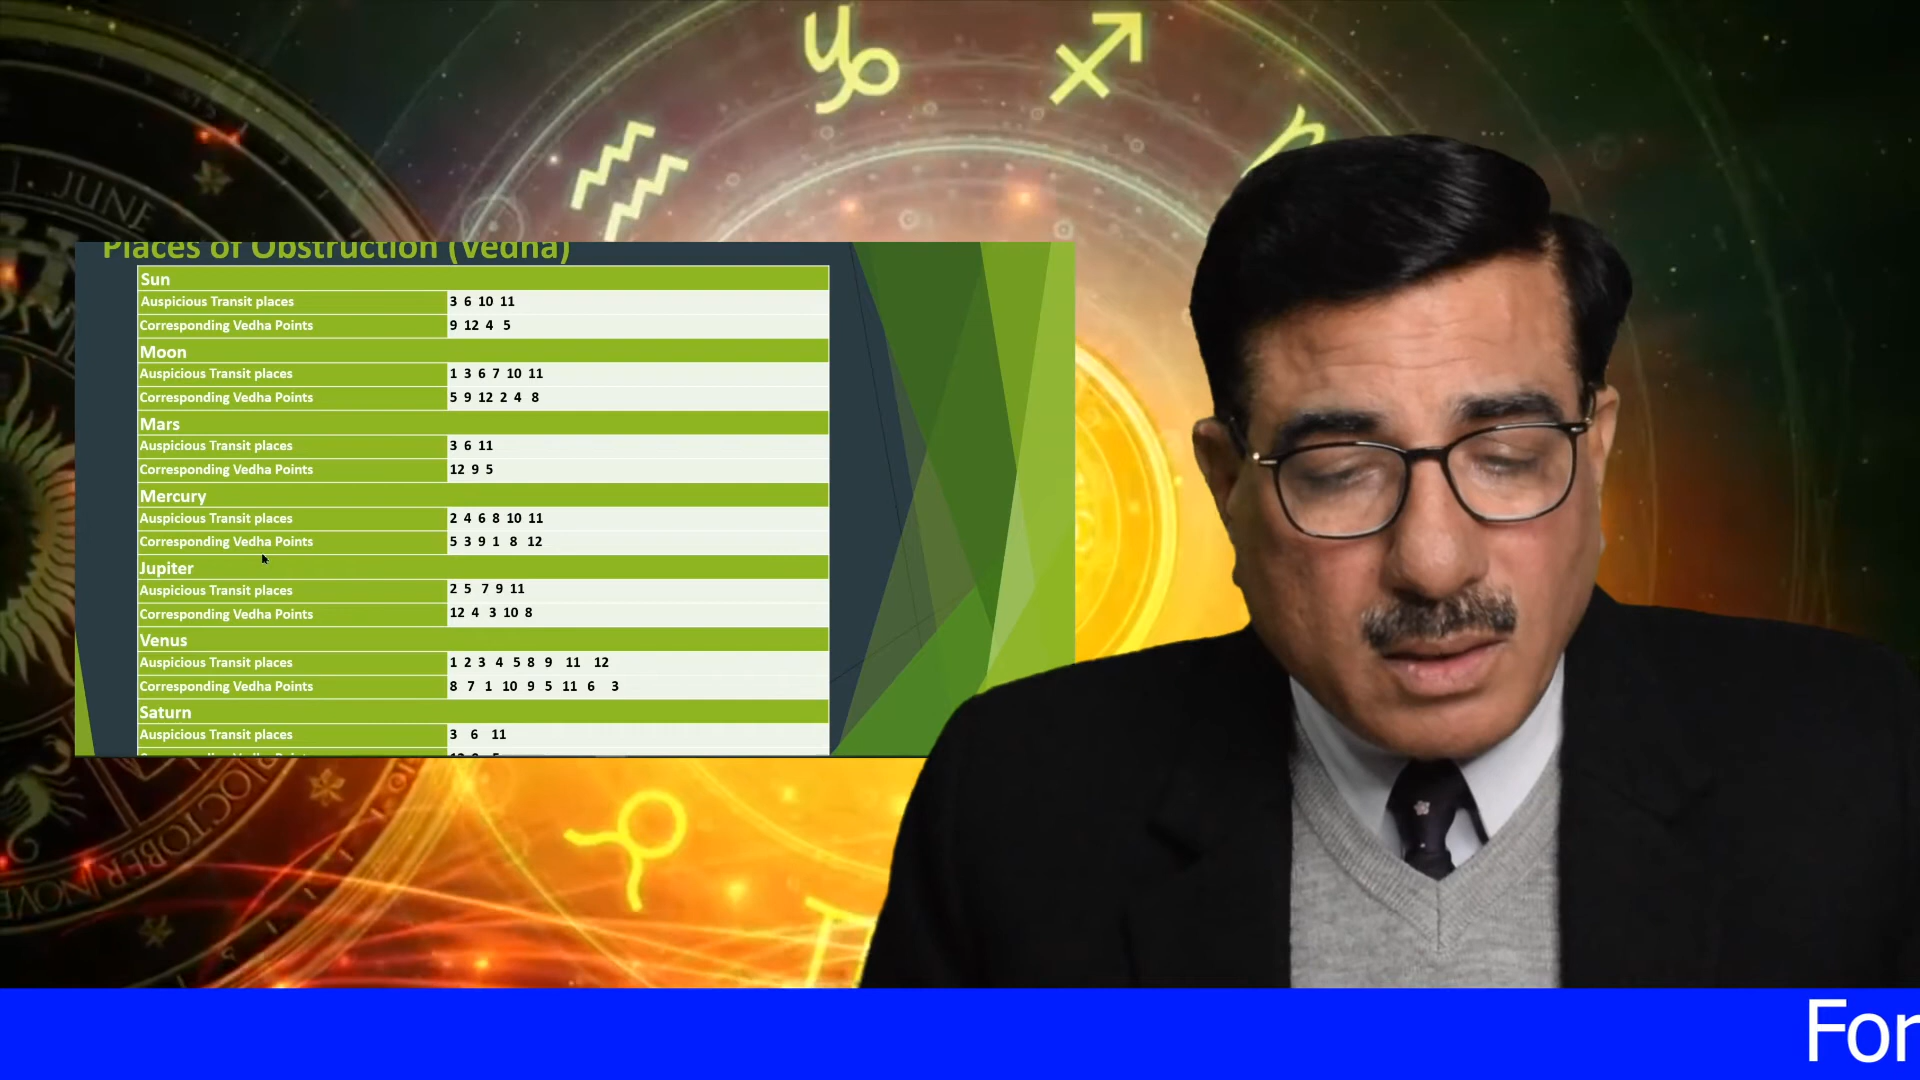 JUNE
Places of Obstruction (Vedha)
Sun
Auspicious Transit places 3 6 10 11
Corresponding Vedha Points 9 12 4 5
Moon
Auspicious Transit places 1 3 6 7 10 11
Corresponding Vedha Points 5 9 12 2 4 8
Mars
Auspicious Transit places 3 6 11
Corresponding Vedha Points 12 9 5
Mercury
Auspicious Transit places 2 4 6 8 10 11
Corresponding Vedha Points 5 3 9 1 8 12
Jupiter
Auspicious Transit places 2 5 7 9 11
Corresponding Vedha Points 12 4 3 10 8
Venus
Auspicious Transit places 1 2 3 4 5 8 9 11 12
Corresponding Vedha Points 8 7 1 10 9 5 11 6 3
Saturn
Auspicious Transit places 3 6 11
OCTOBER
For